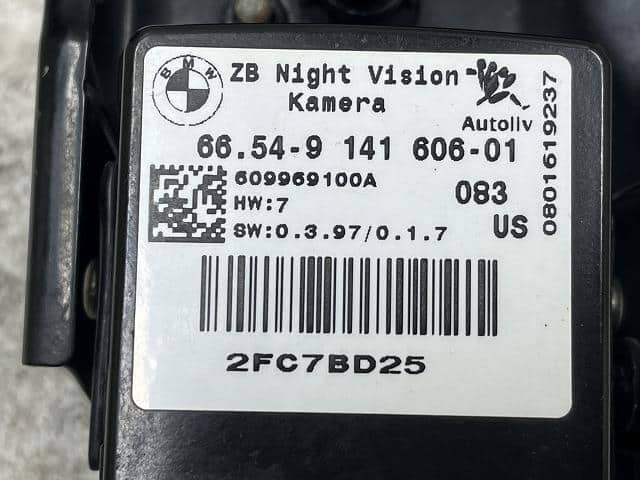 BMW
ZB Night Vision-
Kamera
Autoliv
66.54-9 141 606-01
609969100A
083
HW:7
SW:0.3.97/0.1.7
US
0801619237
2FC7BD25